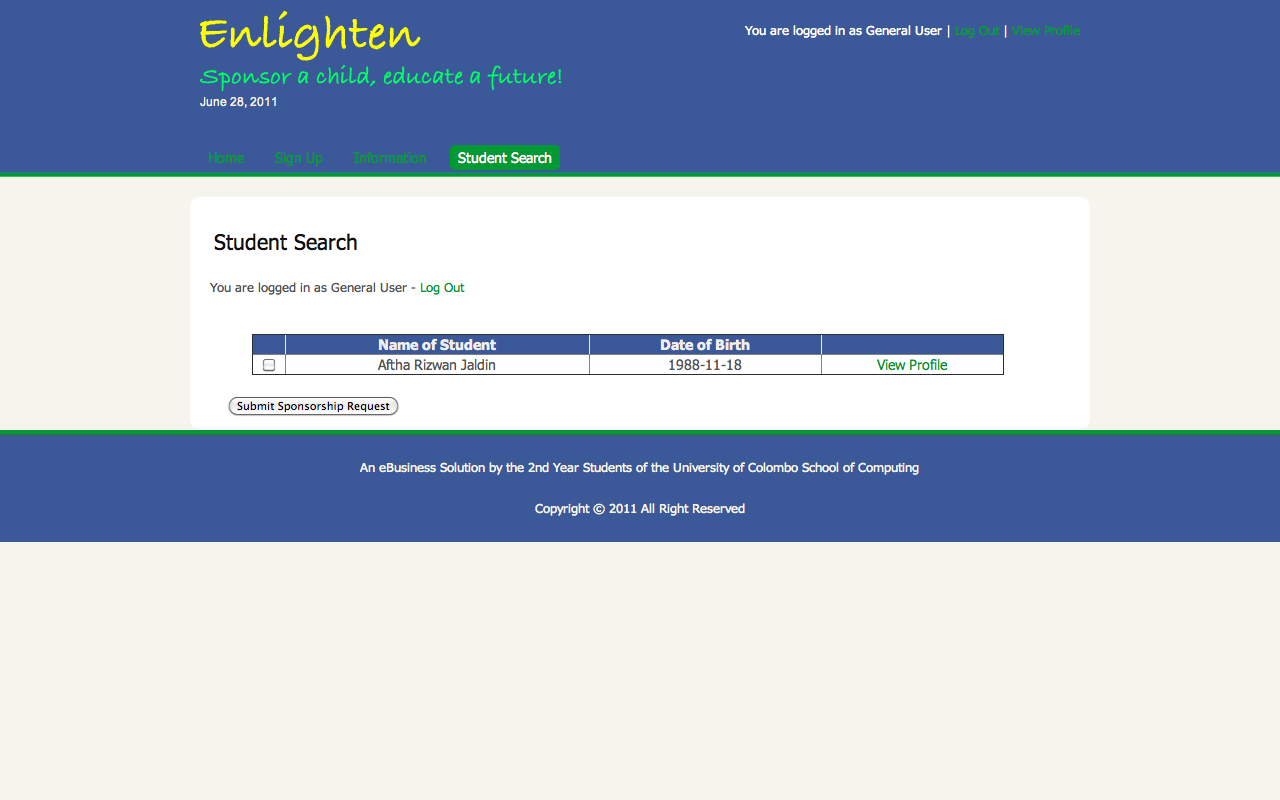 Enlighten
You are logged in as General User | Log Out | View Profile
Sponsor a child, educate a future!
June 28, 2011
Home Sign Up Information Student Search
Student Search
You are logged in as General User - Log Out
Name of Student Date of Birth
Aftha Rizwan Jaldin 1988-11-18 View Profile
Submit Sponsorship Request
An eBusiness Solution by the 2nd Year Students of the University of Colombo School of Computing
Copyright © 2011 All Right Reserved